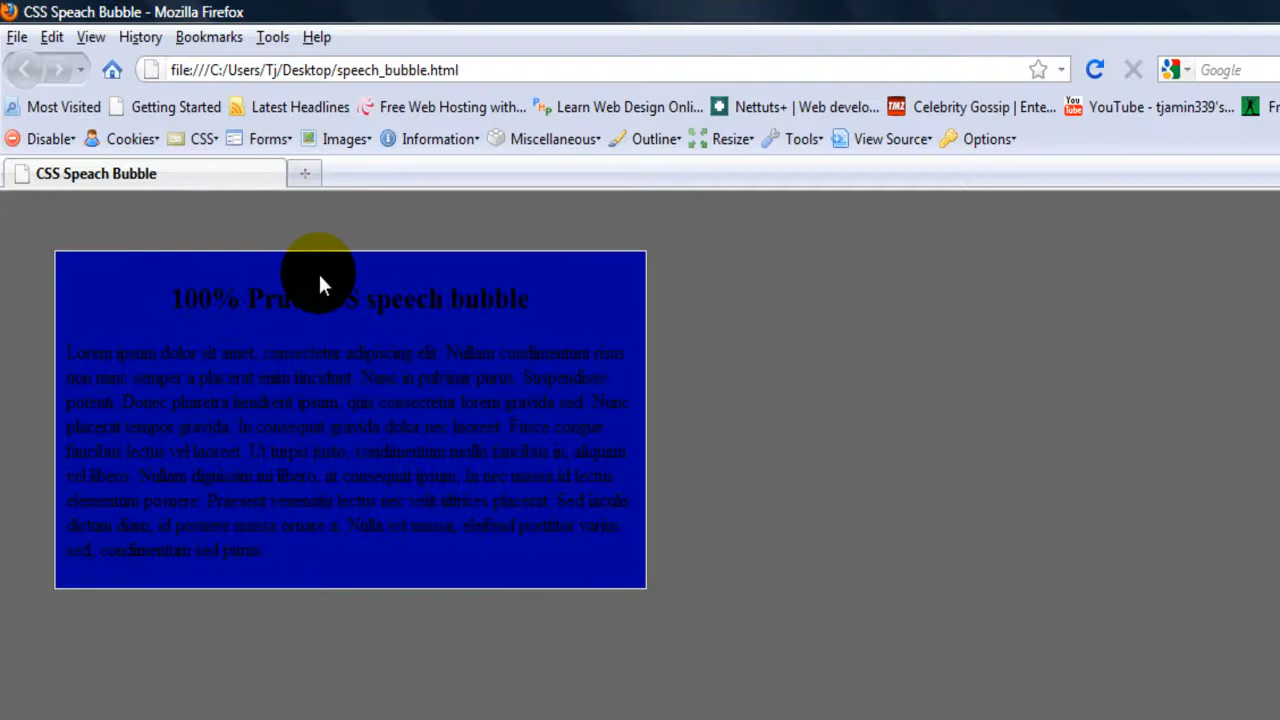 CSS Speach Bubble - Mozilla Firefox
File Edit View History Bookmarks Tools Help
file:///C:/Users/Tj/Desktop/speech_bubble.html Google
Most Visited Getting Started Latest Headlines Free Web Hosting with... Learn Web Design Onli... Nettuts+ | Web develo... TMZ Celebrity Gossip | Ente... You Tube YouTube - tjamin339's...
Disable Cookies CSS Forms Images Information Miscellaneous Outline Resize Tools View Source Options
CSS Speach Bubble
100% speech bubble
Lorem ipsum dolor sit amet, consectetur adipiscing elit. Nullam condimentum risus
non nunc semper a placerat enim tincidunt. Nunc in pulvinar purus. Suspendisse
potenti. Donec pharetra hendrerit ipsum, quis consectetur lorem gravida sed. Nunc
placerat tempor gravida. In consequat gravida dolor nec laoreet. Fusce congue
faucibus lectus vel laoreet. Ut turpis justo, condimentum mollis faucibus in, aliquam
vel libero. Nullam dignissim mi libero, at consequat ipsum. In nec massa id lectus
elementum posuere. Praesent venenatis lectus nec velit ultrices placerat. Sed iaculis
dictum diam, id posuere massa ornare a. Nulla est massa, eleifend porttitor varius
sed, condimentum sed purus.